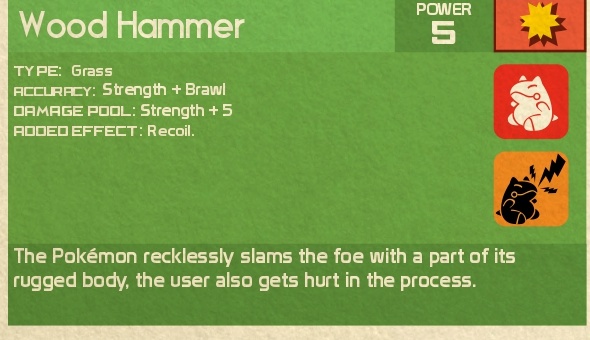 Wood Hammer
POWER
5
TYPE: Grass
ACCURACY: Strength + Brawl
DAMAGE POOL: Strength + 5
ADDED EFFECT: Recoil.
The Pokémon recklessly slams the foe with a part of its
rugged body, the user also gets hurt in the process.